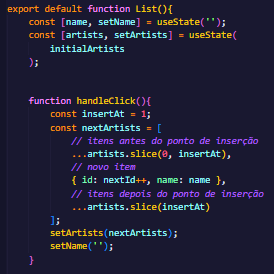 export default function List(){
    const [name, setName] = useState('');
    const [artists, setArtists] = useState(
        initialArtists
    );
    function handleClick(){
        const insertAt = 1;
        const nextArtists = [
            // itens antes do ponto de inserção
            ...artists.slice(0, insertAt),
            // novo item
            { id: nextId++, name: name },
            // itens depois do ponto de inserção
            ...artists.slice(insertAt)
        ];
        setArtists(nextArtists);
        setName('');
    }